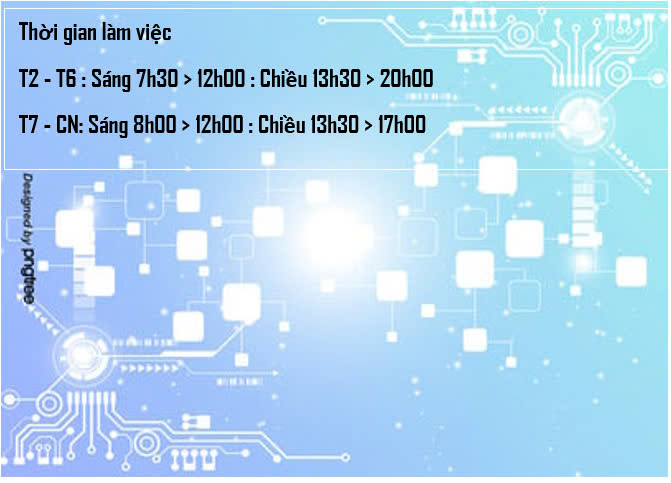 Thời gian làm việc
T2 - T6 : Sáng 7h30 > 12h00 : Chiều 13h30 > 20h00
T7 - CN: Sáng 8h00 > 12h00 : Chiều 13h30 > 17h00
Designed by pngtree